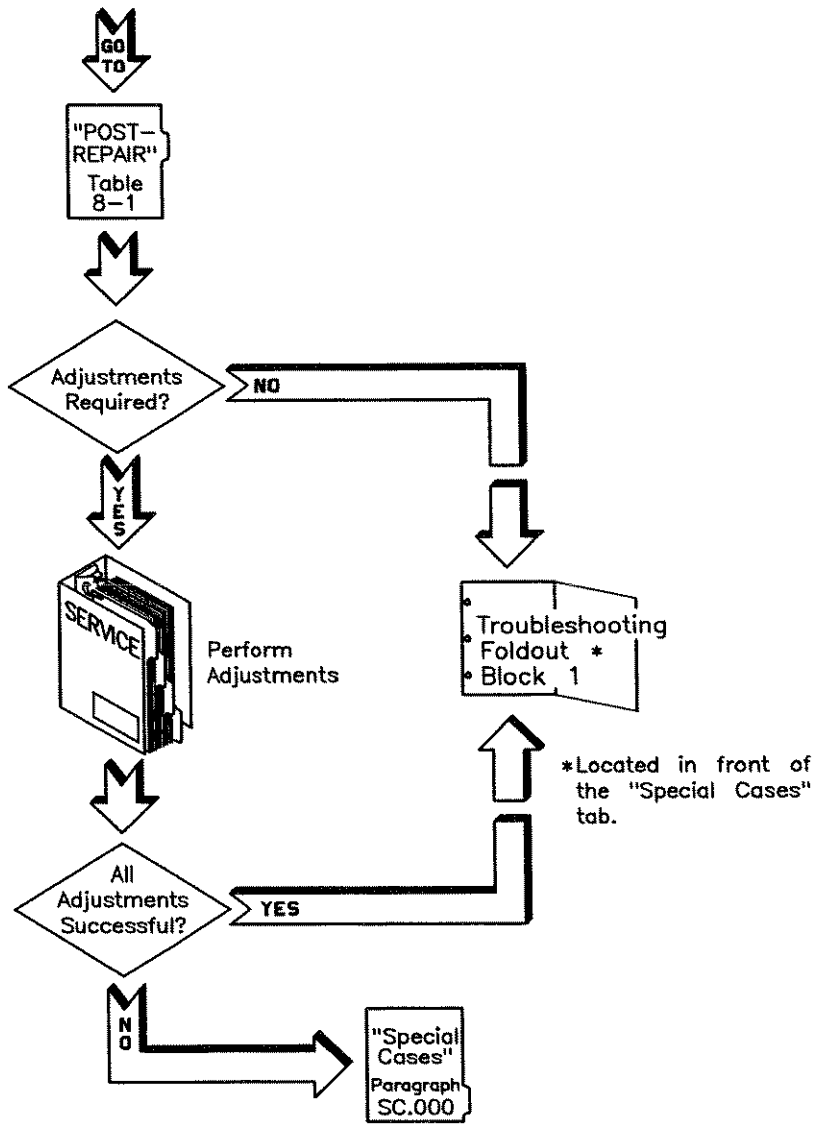 GO
TO
"POST-
REPAIR"
Table
8-1
Adjustments
Required?
NO
YES
SERVICE
Perform
Adjustments
Troubleshooting
Foldout *
Block 1
*Located in front of
the "Special Cases"
tab.
All
Adjustments
Successful?
YES
NO
"Special
Cases"
Paragraph
SC.000